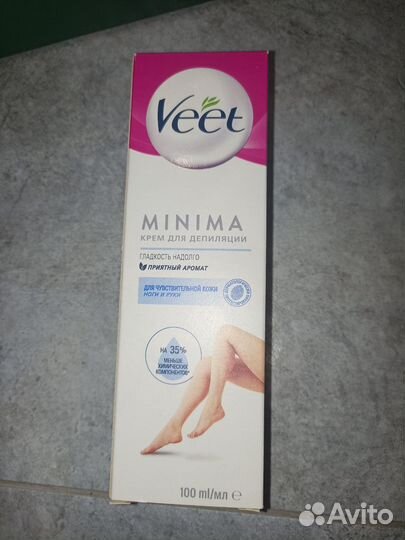 Veet
MINIMA
КРЕМ ДЛЯ ДЕПИЛЯЦИИ
ГЛАДКОСТЬ НАДОЛГО
ПРИЯТНЫЙ АРОМАТ
ДЛЯ ЧУВСТВИТЕЛЬНОЙ КОЖИ
НОГИ И РУКИ
НА 35%
МЕНЬШЕ
ХИМИЧЕСКИХ
КОМПОНЕНТОВ*
100 ml/мл ℮
Avito